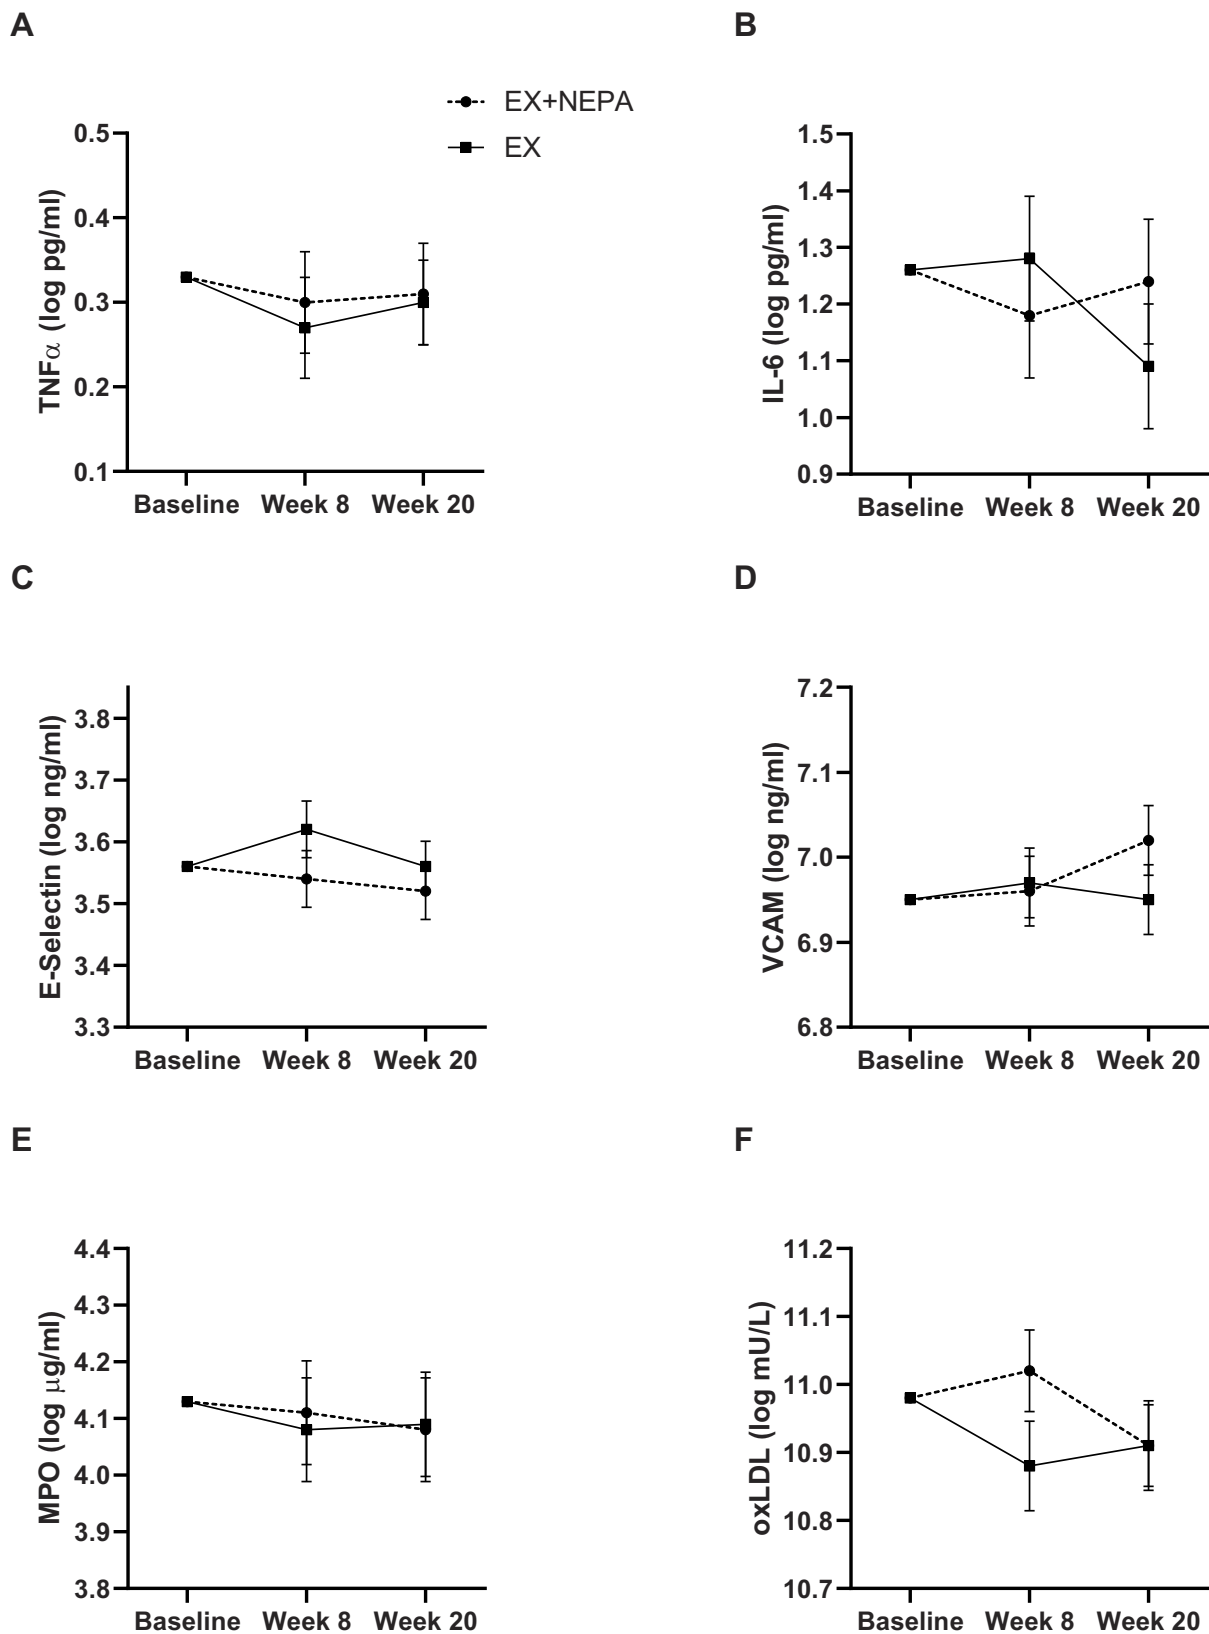 A
B
EX+NEPA
EX
TNFα (log pg/ml)
0.5
0.4
0.3
0.2
0.1
Baseline Week 8 Week 20
IL-6 (log pg/ml)
1.5
1.4
1.3
1.2
1.1
1.0
0.9
Baseline Week 8 Week 20
C
D
E-Selectin (log ng/ml)
3.8
3.7
3.6
3.5
3.4
3.3
Baseline Week 8 Week 20
VCAM (log ng/ml)
7.2
7.1
7.0
6.9
6.8
Baseline Week 8 Week 20
E
F
MPO (log µg/ml)
4.4
4.3
4.2
4.1
4.0
3.9
3.8
Baseline Week 8 Week 20
oxLDL (log mU/L)
11.2
11.1
11.0
10.9
10.8
10.7
Baseline Week 8 Week 20